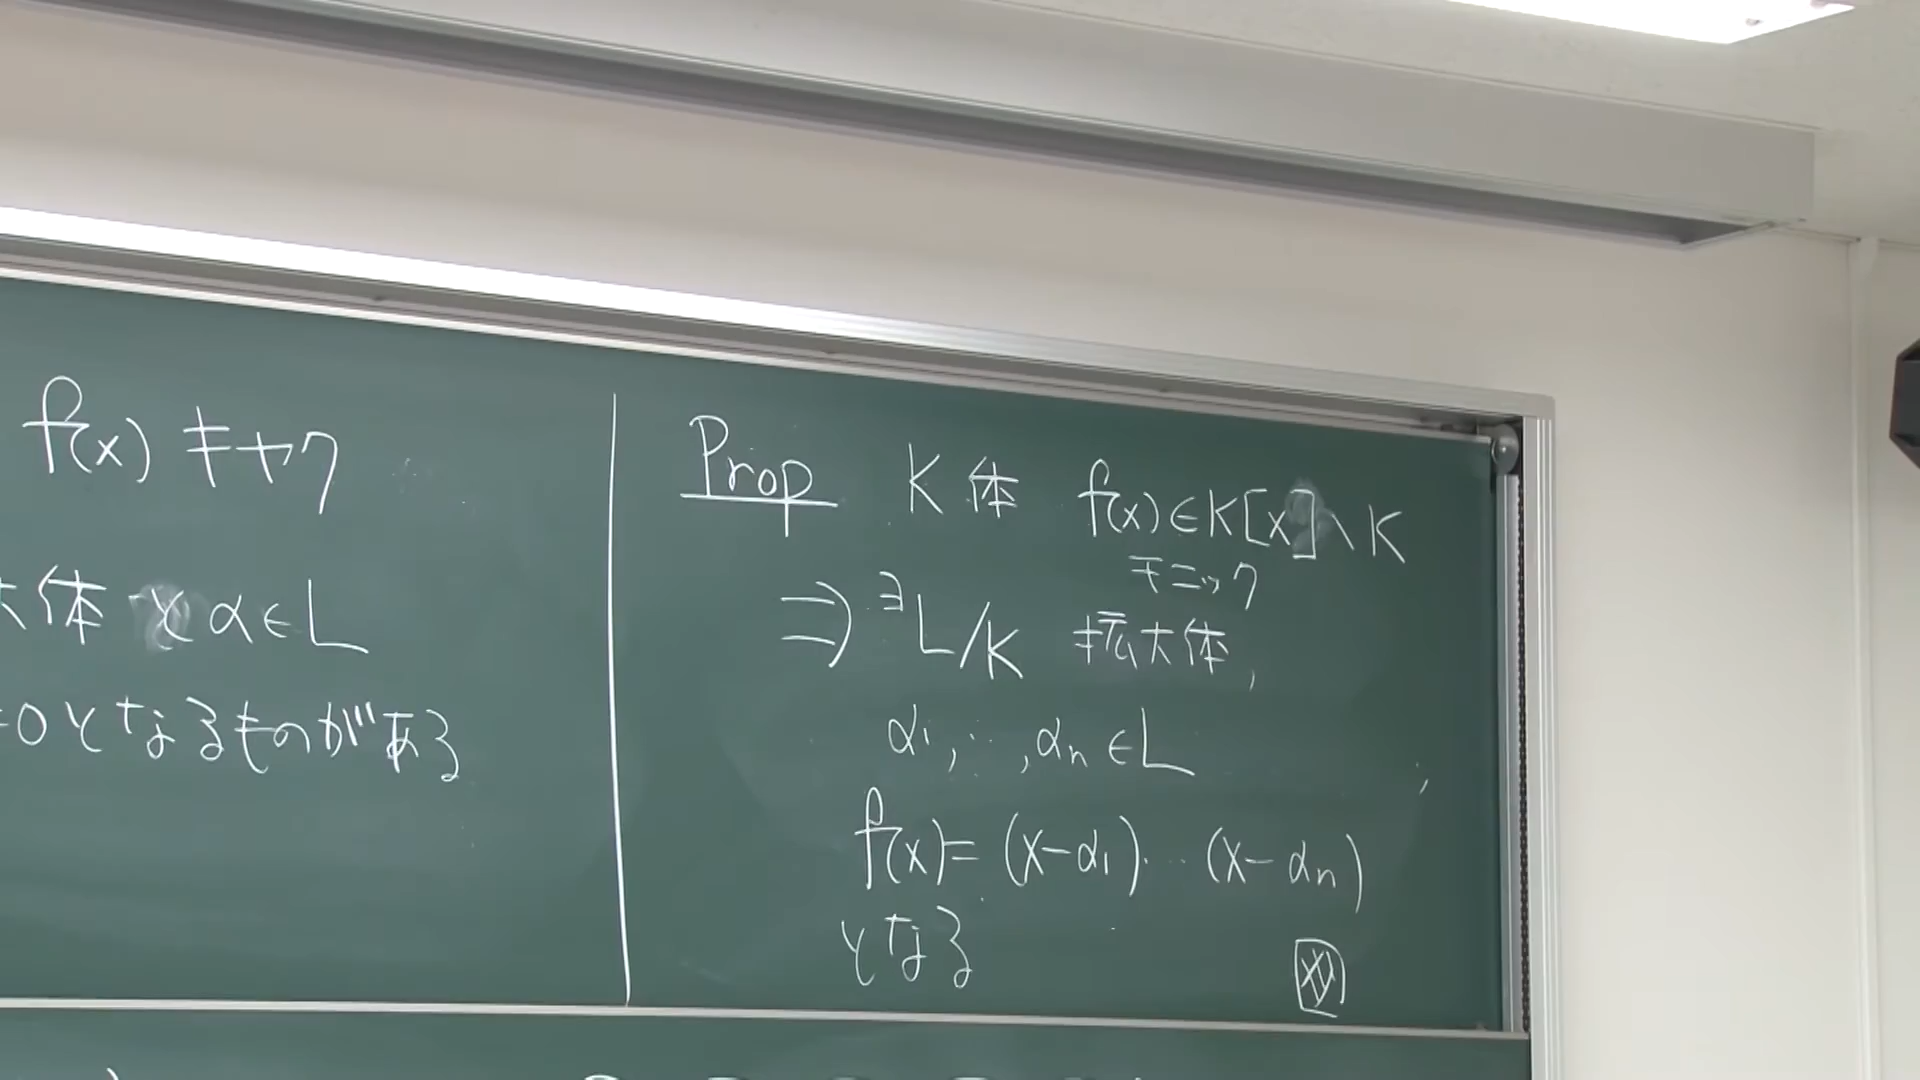 f(x) キヤク
大体 と α∈L
=0となるものがある
Prop K 体 f(x)∈K[x]∖K
モニック
⇒ ∃L/K 拡大体,
α1, …, αn ∈L
f(x)= (x-α1)…(x-αn)
となる